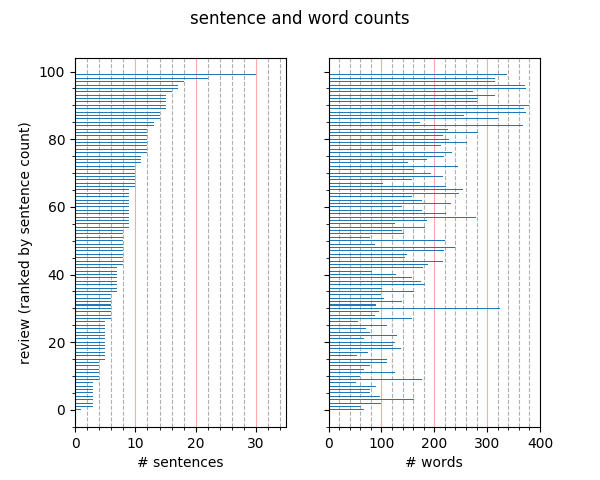 sentence and word counts
review (ranked by sentence count)
100
80
60
40
20
0
0 10 20 30
# sentences
0 100 200 300 400
# words